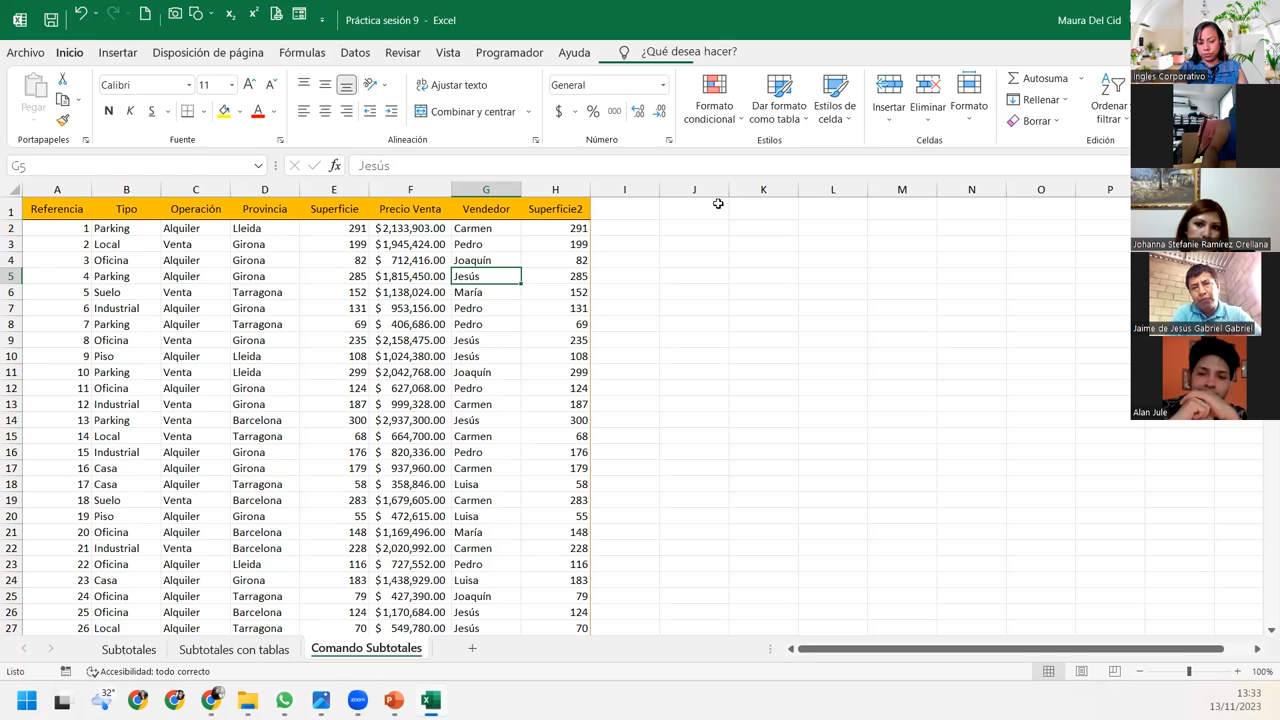 Práctica sesión 9 - Excel
Maura Del Cid
Archivo Inicio Insertar Disposición de página Fórmulas Datos Revisar Vista Programador Ayuda ¿Qué desea hacer?
Pegar
Calibri 11
N K S
Ajustar texto
Combinar y centrar
General
$ % 000
Formato condicional
Dar formato como tabla
Estilos de celda
Insertar Eliminar Formato
Autosuma
Rellenar
Borrar
Ordenar filtrar
Portapapeles Fuente Alineación Número Estilos Celdas Edición
G5 fx Jesús
A B C D E F G H I J K L M N O P
1 Referencia Tipo Operación Provincia Superficie Precio Venta Vendedor Superficie2
2 1 Parking Alquiler Lleida 291 $ 2,133,903.00 Carmen 291
3 2 Local Venta Girona 199 $ 1,945,424.00 Pedro 199
4 3 Oficina Alquiler Girona 82 $ 712,416.00 Joaquín 82
5 4 Parking Alquiler Girona 285 $ 1,815,450.00 Jesús 285
6 5 Suelo Venta Tarragona 152 $ 1,138,024.00 María 152
7 6 Industrial Alquiler Girona 131 $ 953,156.00 Pedro 131
8 7 Parking Alquiler Tarragona 69 $ 406,686.00 Pedro 69
9 8 Oficina Alquiler Girona 235 $ 2,158,475.00 Jesús 235
10 9 Piso Alquiler Lleida 108 $ 1,024,380.00 Jesús 108
11 10 Parking Venta Lleida 299 $ 2,042,768.00 Joaquín 299
12 11 Oficina Alquiler Girona 124 $ 627,068.00 Pedro 124
13 12 Industrial Venta Girona 187 $ 999,328.00 Carmen 187
14 13 Parking Venta Barcelona 300 $ 2,937,300.00 Jesús 300
15 14 Local Venta Tarragona 68 $ 664,700.00 Carmen 68
16 15 Industrial Alquiler Girona 176 $ 820,336.00 Pedro 176
17 16 Casa Alquiler Girona 179 $ 937,960.00 Carmen 179
18 17 Casa Alquiler Tarragona 58 $ 358,846.00 Luisa 58
19 18 Suelo Venta Barcelona 283 $ 1,679,605.00 Carmen 283
20 19 Piso Alquiler Girona 55 $ 472,615.00 Luisa 55
21 20 Oficina Alquiler Barcelona 148 $ 1,169,496.00 María 148
22 21 Industrial Venta Barcelona 228 $ 2,020,992.00 Carmen 228
23 22 Oficina Alquiler Lleida 116 $ 727,552.00 Pedro 116
24 23 Casa Alquiler Girona 183 $ 1,438,929.00 Luisa 183
25 24 Oficina Alquiler Tarragona 79 $ 427,390.00 Joaquín 79
26 25 Oficina Alquiler Barcelona 124 $ 1,170,684.00 Jesús 124
27 26 Local Alquiler Tarragona 70 $ 549,780.00 Jesús 70
Subtotales Subtotales con tablas Comando Subtotales
Listo Accesibilidad: todo correcto 100%
32°
zoom
13:33
13/11/2023
Ingles Corporativo
Johanna Stefanie Ramírez Orellana
Jaime de Jesús Gabriel Gabriel
Alan Jule